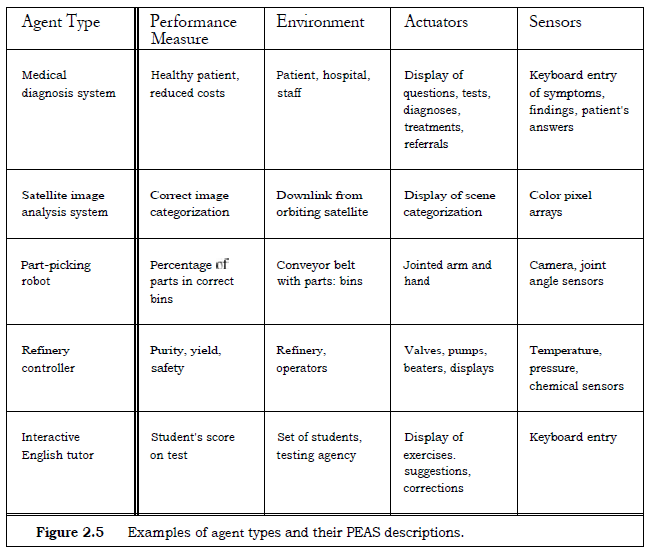 Agent Type
Performance
Measure
Environment
Actuators
Sensors
Medical
diagnosis system
Healthy patient,
reduced costs
Patient, hospital,
staff
Display of
questions, tests,
diagnoses,
treatments,
referrals
Keyboard entry
of symptoms,
findings, patient's
answers
Satellite image
analysis system
Correct image
categorization
Downlink from
orbiting satellite
Display of scene
categorization
Color pixel
arrays
Part-picking
robot
Percentage of
parts in correct
bins
Conveyor belt
with parts: bins
Jointed arm and
hand
Camera, joint
angle sensors
Refinery
controller
Purity, yield,
safety
Refinery,
operators
Valves, pumps,
beaters, displays
Temperature,
pressure,
chemical sensors
Interactive
English tutor
Student's score
on test
Set of students,
testing agency
Display of
exercises.
suggestions,
corrections
Keyboard entry
Figure 2.5 Examples of agent types and their PEAS descriptions.